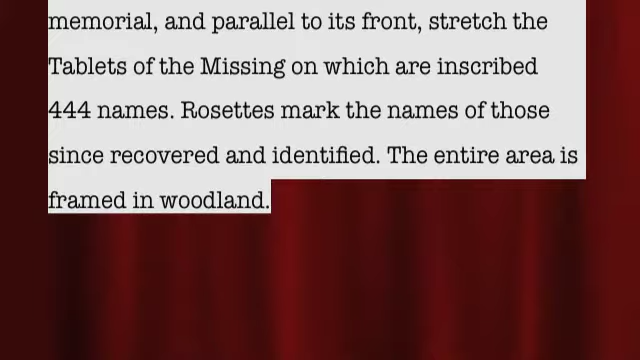 memorial, and parallel to its front, stretch the
Tablets of the Missing on which are inscribed
444 names. Rosettes mark the names of those
since recovered and identified. The entire area is
framed in woodland.